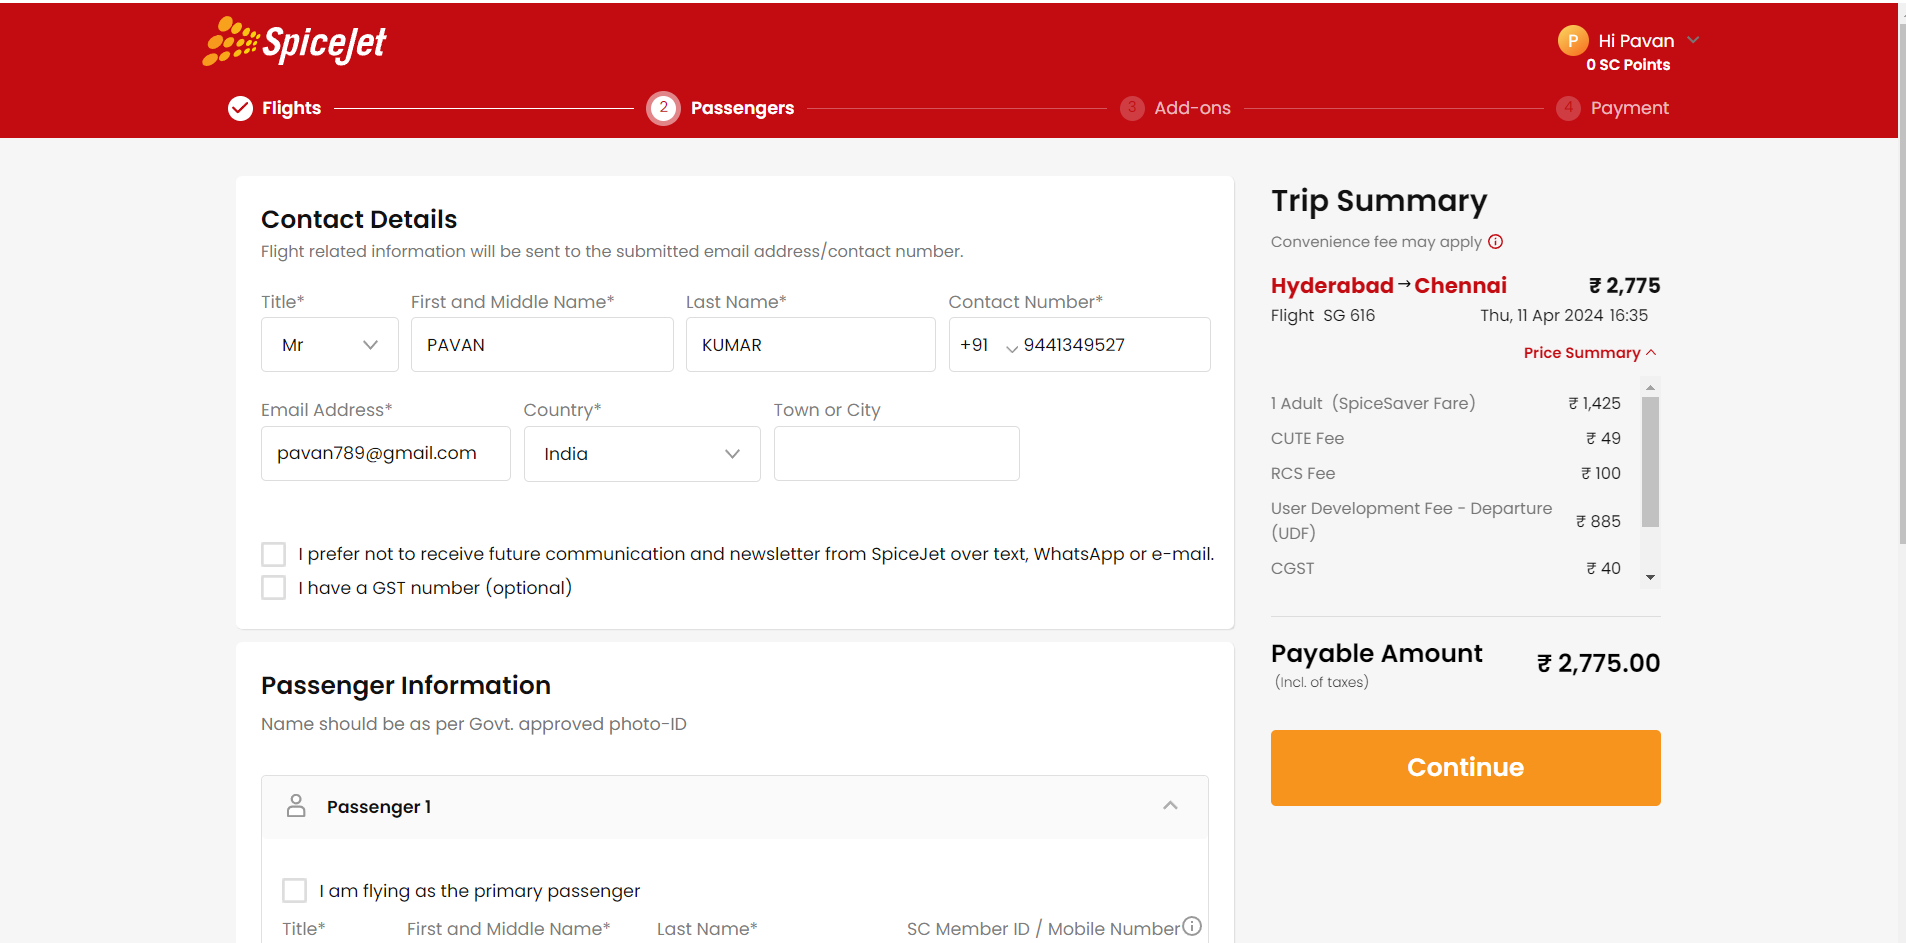 SpiceJet
P Hi Pavan
0 SC Points
Flights 2 Passengers 3 Add-ons 4 Payment
Contact Details
Flight related information will be sent to the submitted email address/contact number.
Title* First and Middle Name* Last Name* Contact Number*
Mr PAVAN KUMAR +91 9441349527
Email Address* Country* Town or City
pavan789@gmail.com India
I prefer not to receive future communication and newsletter from SpiceJet over text, WhatsApp or e-mail.
I have a GST number (optional)
Passenger Information
Name should be as per Govt. approved photo-ID
Passenger 1
I am flying as the primary passenger
Title* First and Middle Name* Last Name* SC Member ID / Mobile Number
Trip Summary
Convenience fee may apply
Hyderabad → Chennai ₹ 2,775
Flight SG 616 Thu, 11 Apr 2024 16:35
Price Summary
1 Adult (SpiceSaver Fare) ₹ 1,425
CUTE Fee ₹ 49
RCS Fee ₹ 100
User Development Fee - Departure
(UDF) ₹ 885
CGST ₹ 40
Payable Amount ₹ 2,775.00
(Incl. of taxes)
Continue